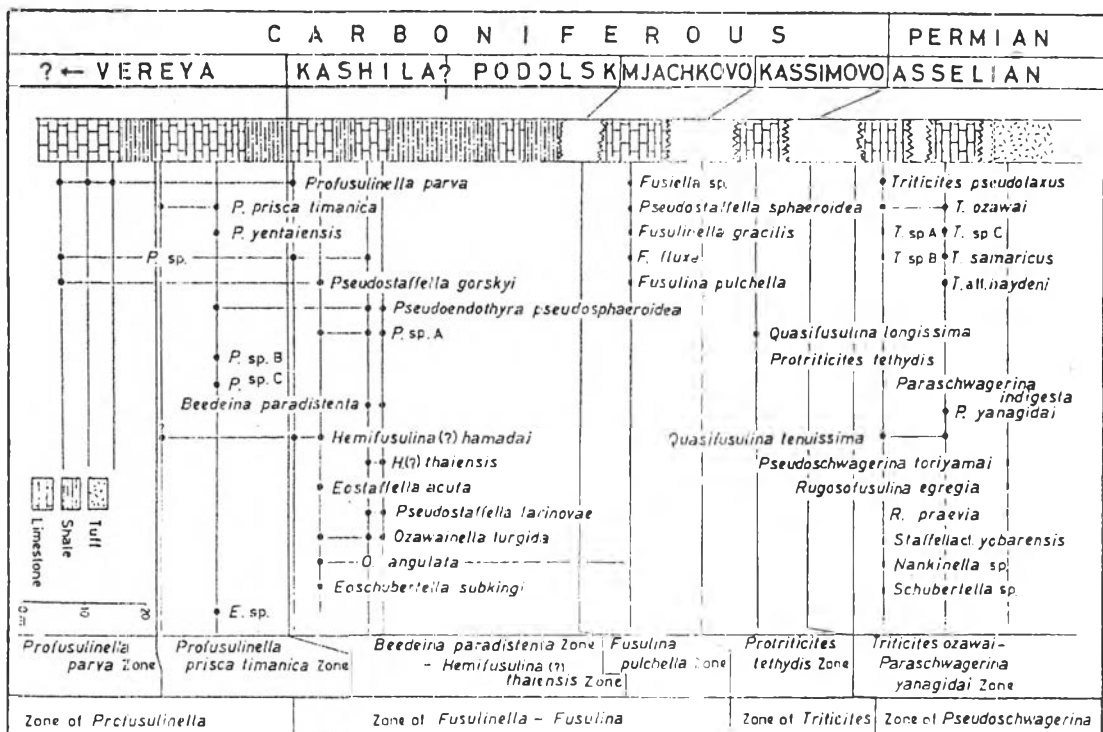 CARBONIFEROUS
PERMIAN
? ← VEREYA
KASHILA? PODOLSK
MJACHKOVO
KASSIMOVO
ASSELIAN
Profusulinella parva
P. prisca timanica
P. yentaiensis
P. sp.
Pseudostaffella gorskyi
Pseudoendothyra pseudosphaeroidea
P. sp. A
P. sp. B
P. sp. C
Beedeina paradistenta
Hemifusulina (?) hamadai
H.(?) thaiensis
Eostaffella acuta
Pseudostaffella larinovae
Ozawainella turgida
O. angulata
Eoschubertella subkingi
E. sp.
Fusiella sp.
Pseudostaffella sphaeroidea
Fusulinella gracilis
F. fluxa
Fusulina pulchella
Quasifusulina longissima
Protriticites tethydis
Triticites pseudolaxus
T. ozawai
T. sp A
T. sp C
T sp B
T. samaricus
T. aff. haydeni
Paraschwagerina
indigesta
P. yanagidai
Quasifusulina tenuissima
Pseudoschwagerina toriyamai
Rugosofusulina egregia
R. praevia
Staffella cf. yobarensis
Nankinella sp
Schubertella sp.
Limestone
Shale
Tuff
0 m
10
20
Profusulinella
parva Zone
Profusulinella
prisca timanica Zone
Beedeina paradistenta Zone
- Hemifusulina (?)
thaiensis Zone
Fusulina
pulchella Zone
Protriticites
tethydis Zone
Triticites ozawai-
Paraschwagerina
yanagidai Zone
Zone of Profusulinella
Zone of Fusulinella - Fusulina
Zone of Triticites
Zone of Pseudoschwagerina